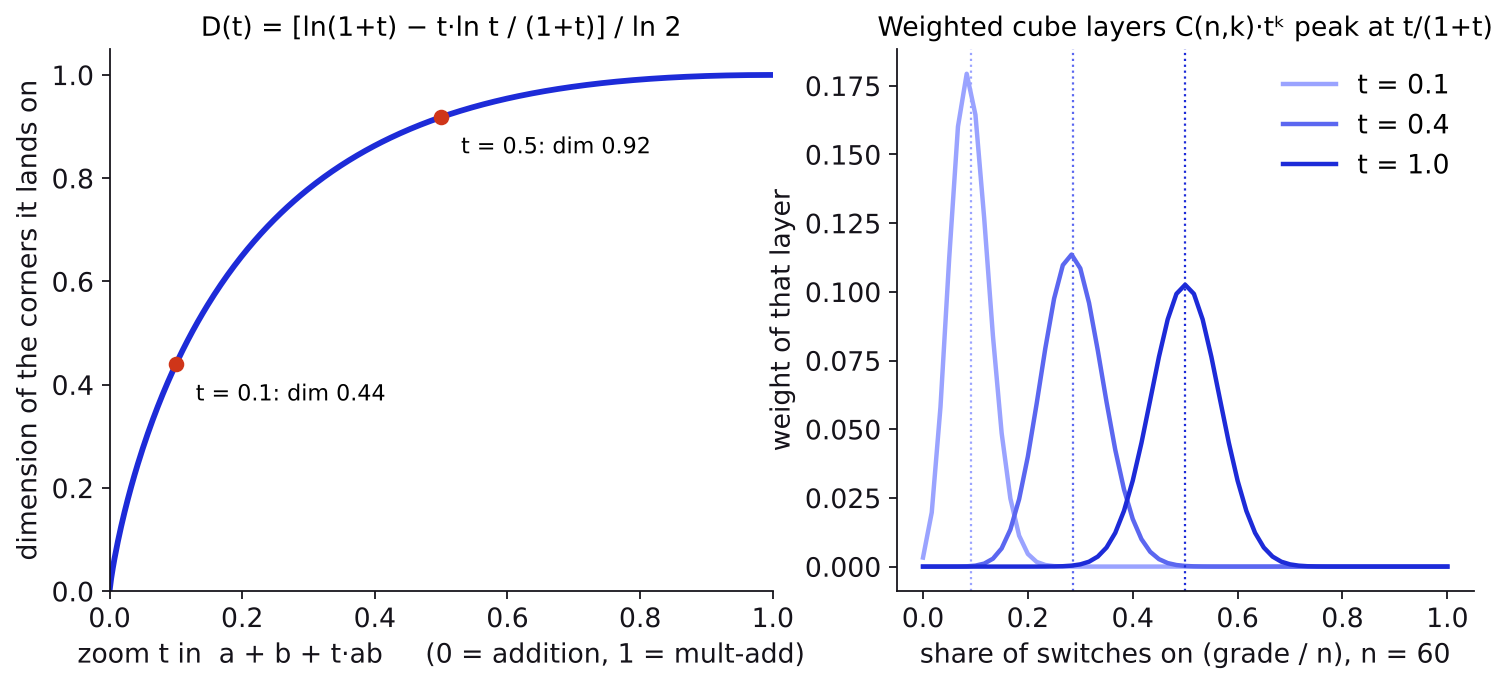 D(t) = [ln(1+t) − t·ln t / (1+t)] / ln 2
dimension of the corners it lands on
1.0
0.8
0.6
0.4
0.2
0.0
t = 0.5: dim 0.92
t = 0.1: dim 0.44
0.0 0.2 0.4 0.6 0.8 1.0
zoom t in  a + b + t·ab     (0 = addition, 1 = mult-add)
Weighted cube layers C(n,k)·tᵏ peak at t/(1+t)
weight of that layer
0.175
0.150
0.125
0.100
0.075
0.050
0.025
0.000
t = 0.1
t = 0.4
t = 1.0
0.0 0.2 0.4 0.6 0.8 1.0
share of switches on (grade / n), n = 60